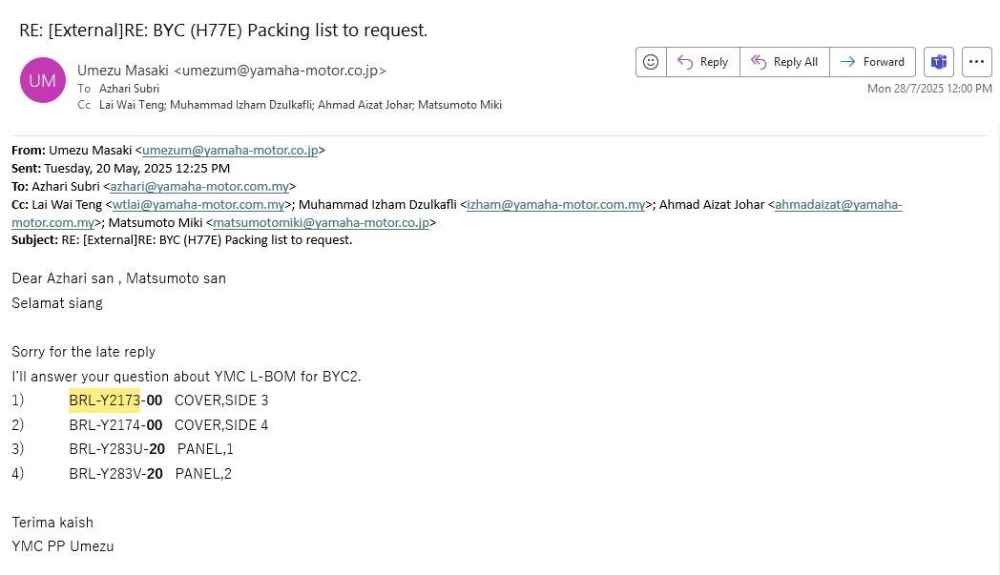 RE: [External]RE: BYC (H77E) Packing list to request.
UM
Umezu Masaki <umezum@yamaha-motor.co.jp>
To Azhari Subri
Cc Lai Wai Teng; Muhammad Izham Dzulkafli; Ahmad Aizat Johar; Matsumoto Miki
Reply Reply All Forward
Mon 28/7/2025 12:00 PM
From: Umezu Masaki <umezum@yamaha-motor.co.jp>
Sent: Tuesday, 20 May, 2025 12:25 PM
To: Azhari Subri <azhari@yamaha-motor.com.my>
Cc: Lai Wai Teng <wtlai@yamaha-motor.com.my>; Muhammad Izham Dzulkafli <izham@yamaha-motor.com.my>; Ahmad Aizat Johar <ahmadaizat@yamaha-
motor.com.my>; Matsumoto Miki <matsumotomiki@yamaha-motor.co.jp>
Subject: RE: [External]RE: BYC (H77E) Packing list to request.
Dear Azhari san , Matsumoto san
Selamat siang
Sorry for the late reply
I'll answer your question about YMC L-BOM for BYC2.
1) BRL-Y2173-00 COVER,SIDE 3
2) BRL-Y2174-00 COVER,SIDE 4
3) BRL-Y283U-20 PANEL,1
4) BRL-Y283V-20 PANEL,2
Terima kaish
YMC PP Umezu